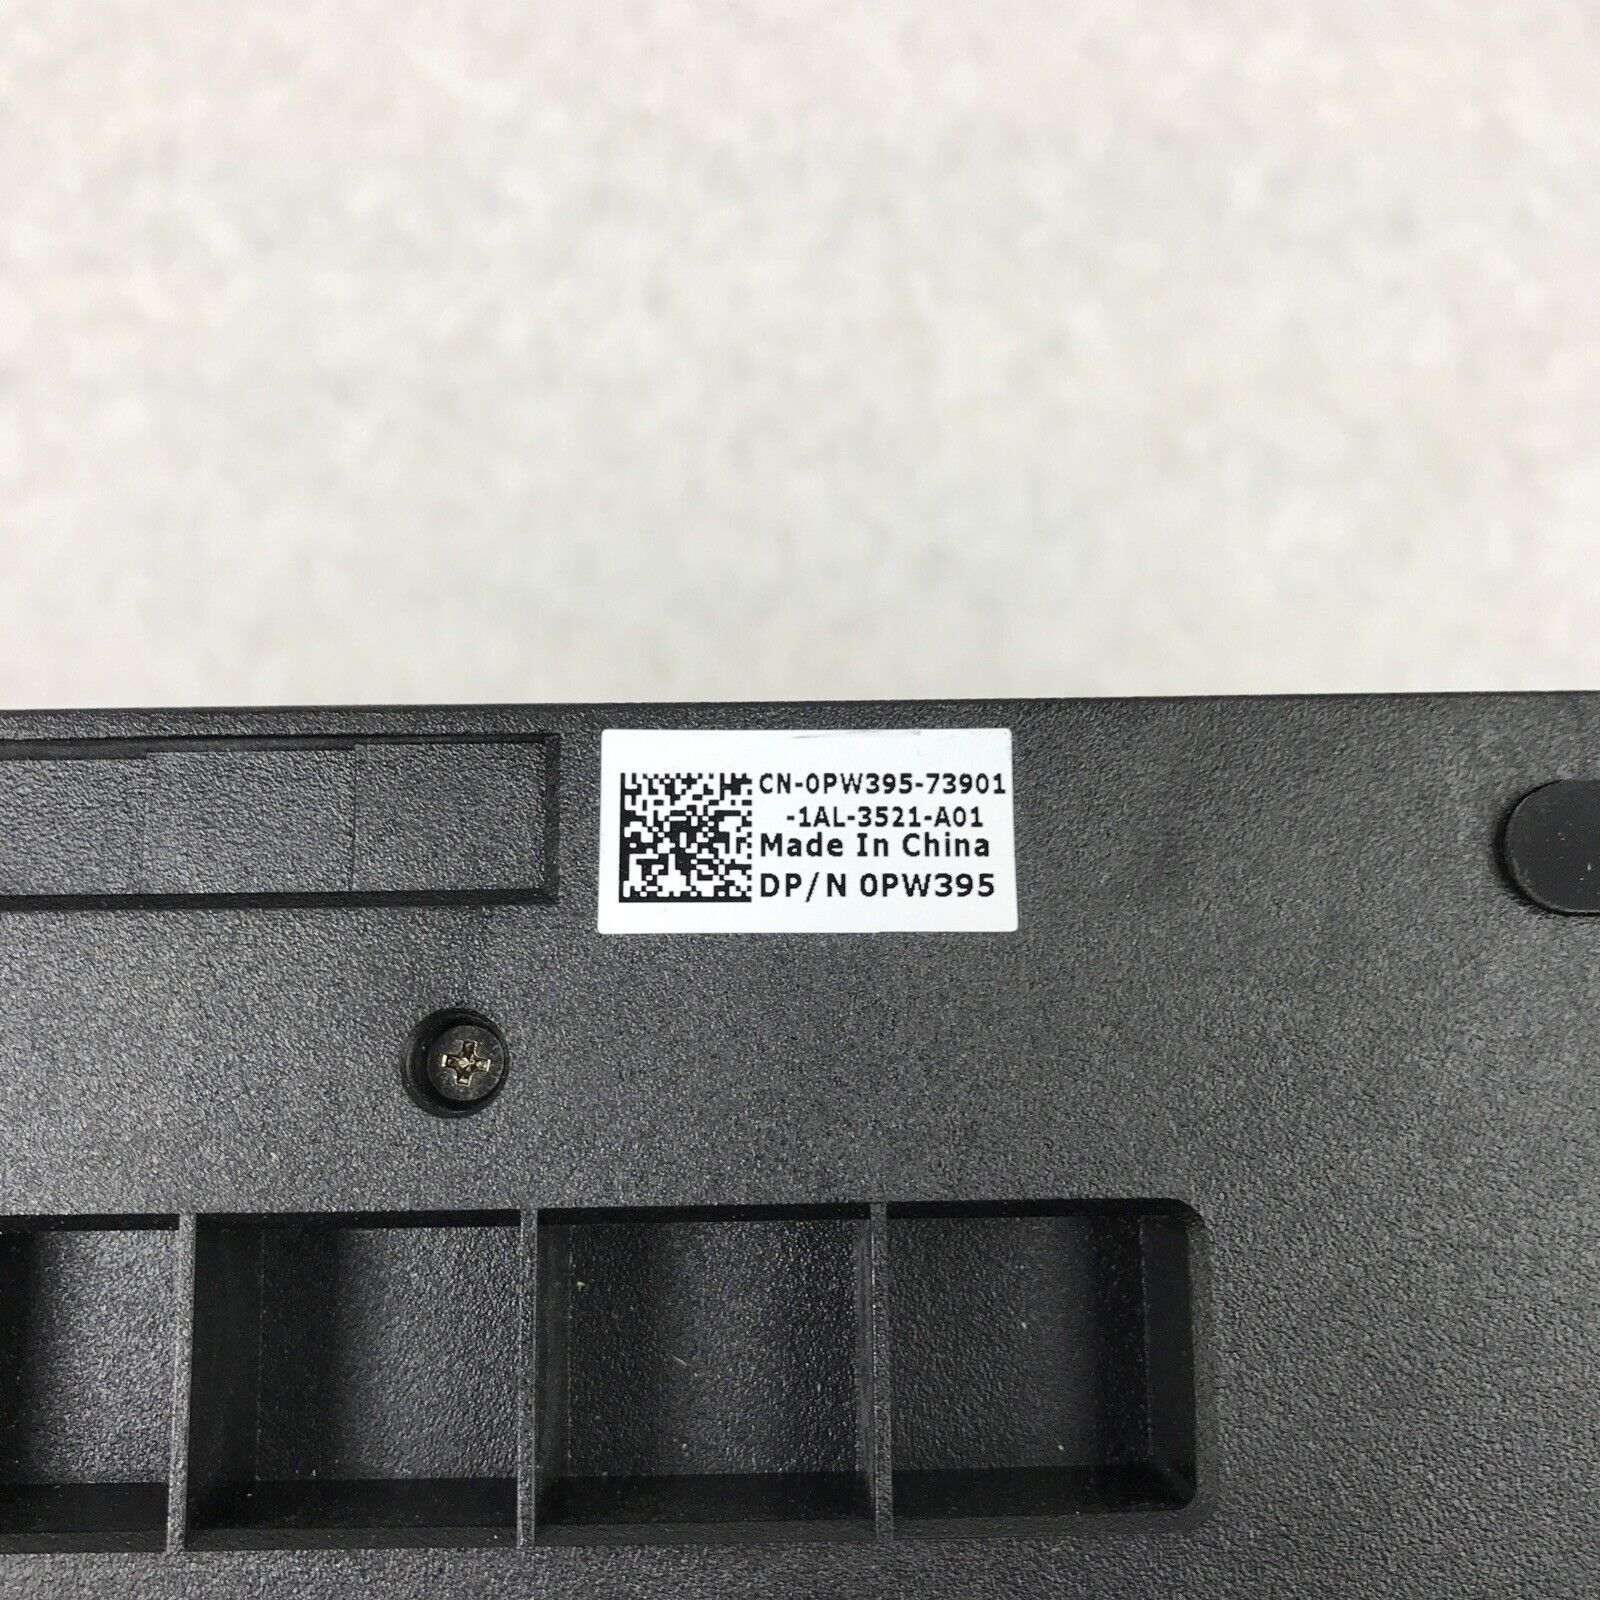 CN-0PW395-73901
-1AL-3521-A01
Made In China
DP/N 0PW395